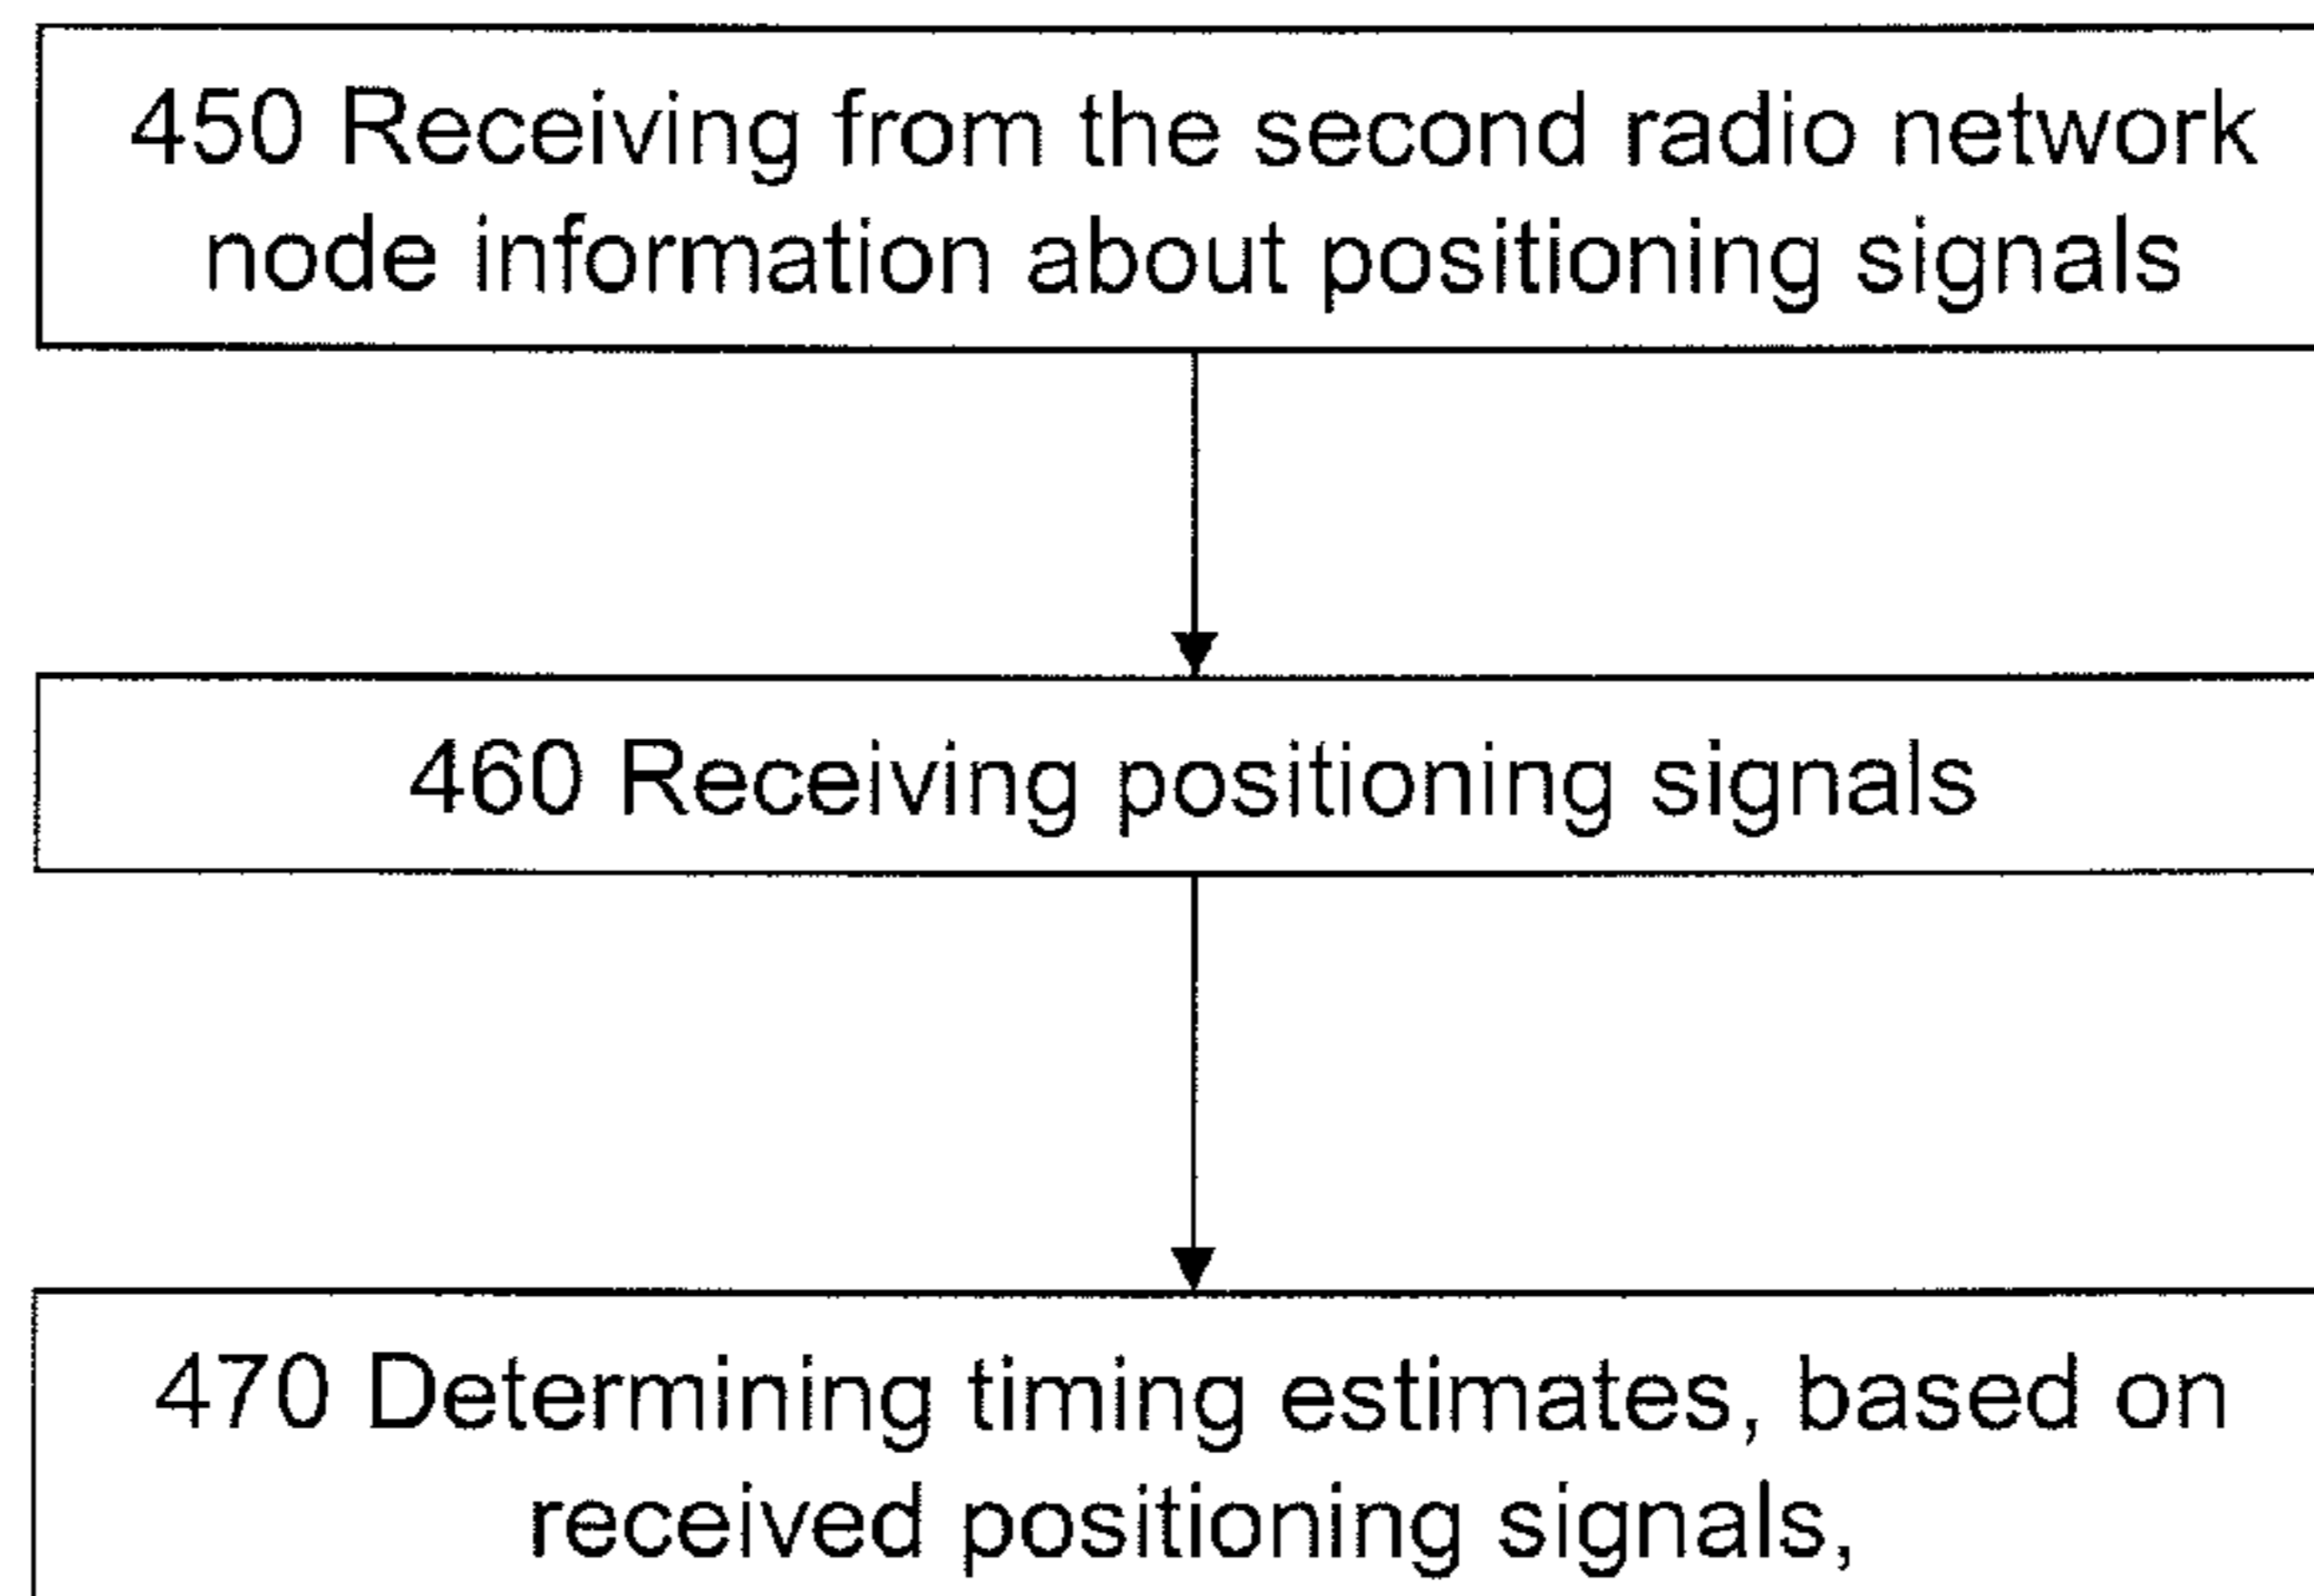 450 Receiving from the second radio network
node information about positioning signals
460 Receiving positioning signals
470 Determining timing estimates, based on
received positioning signals,